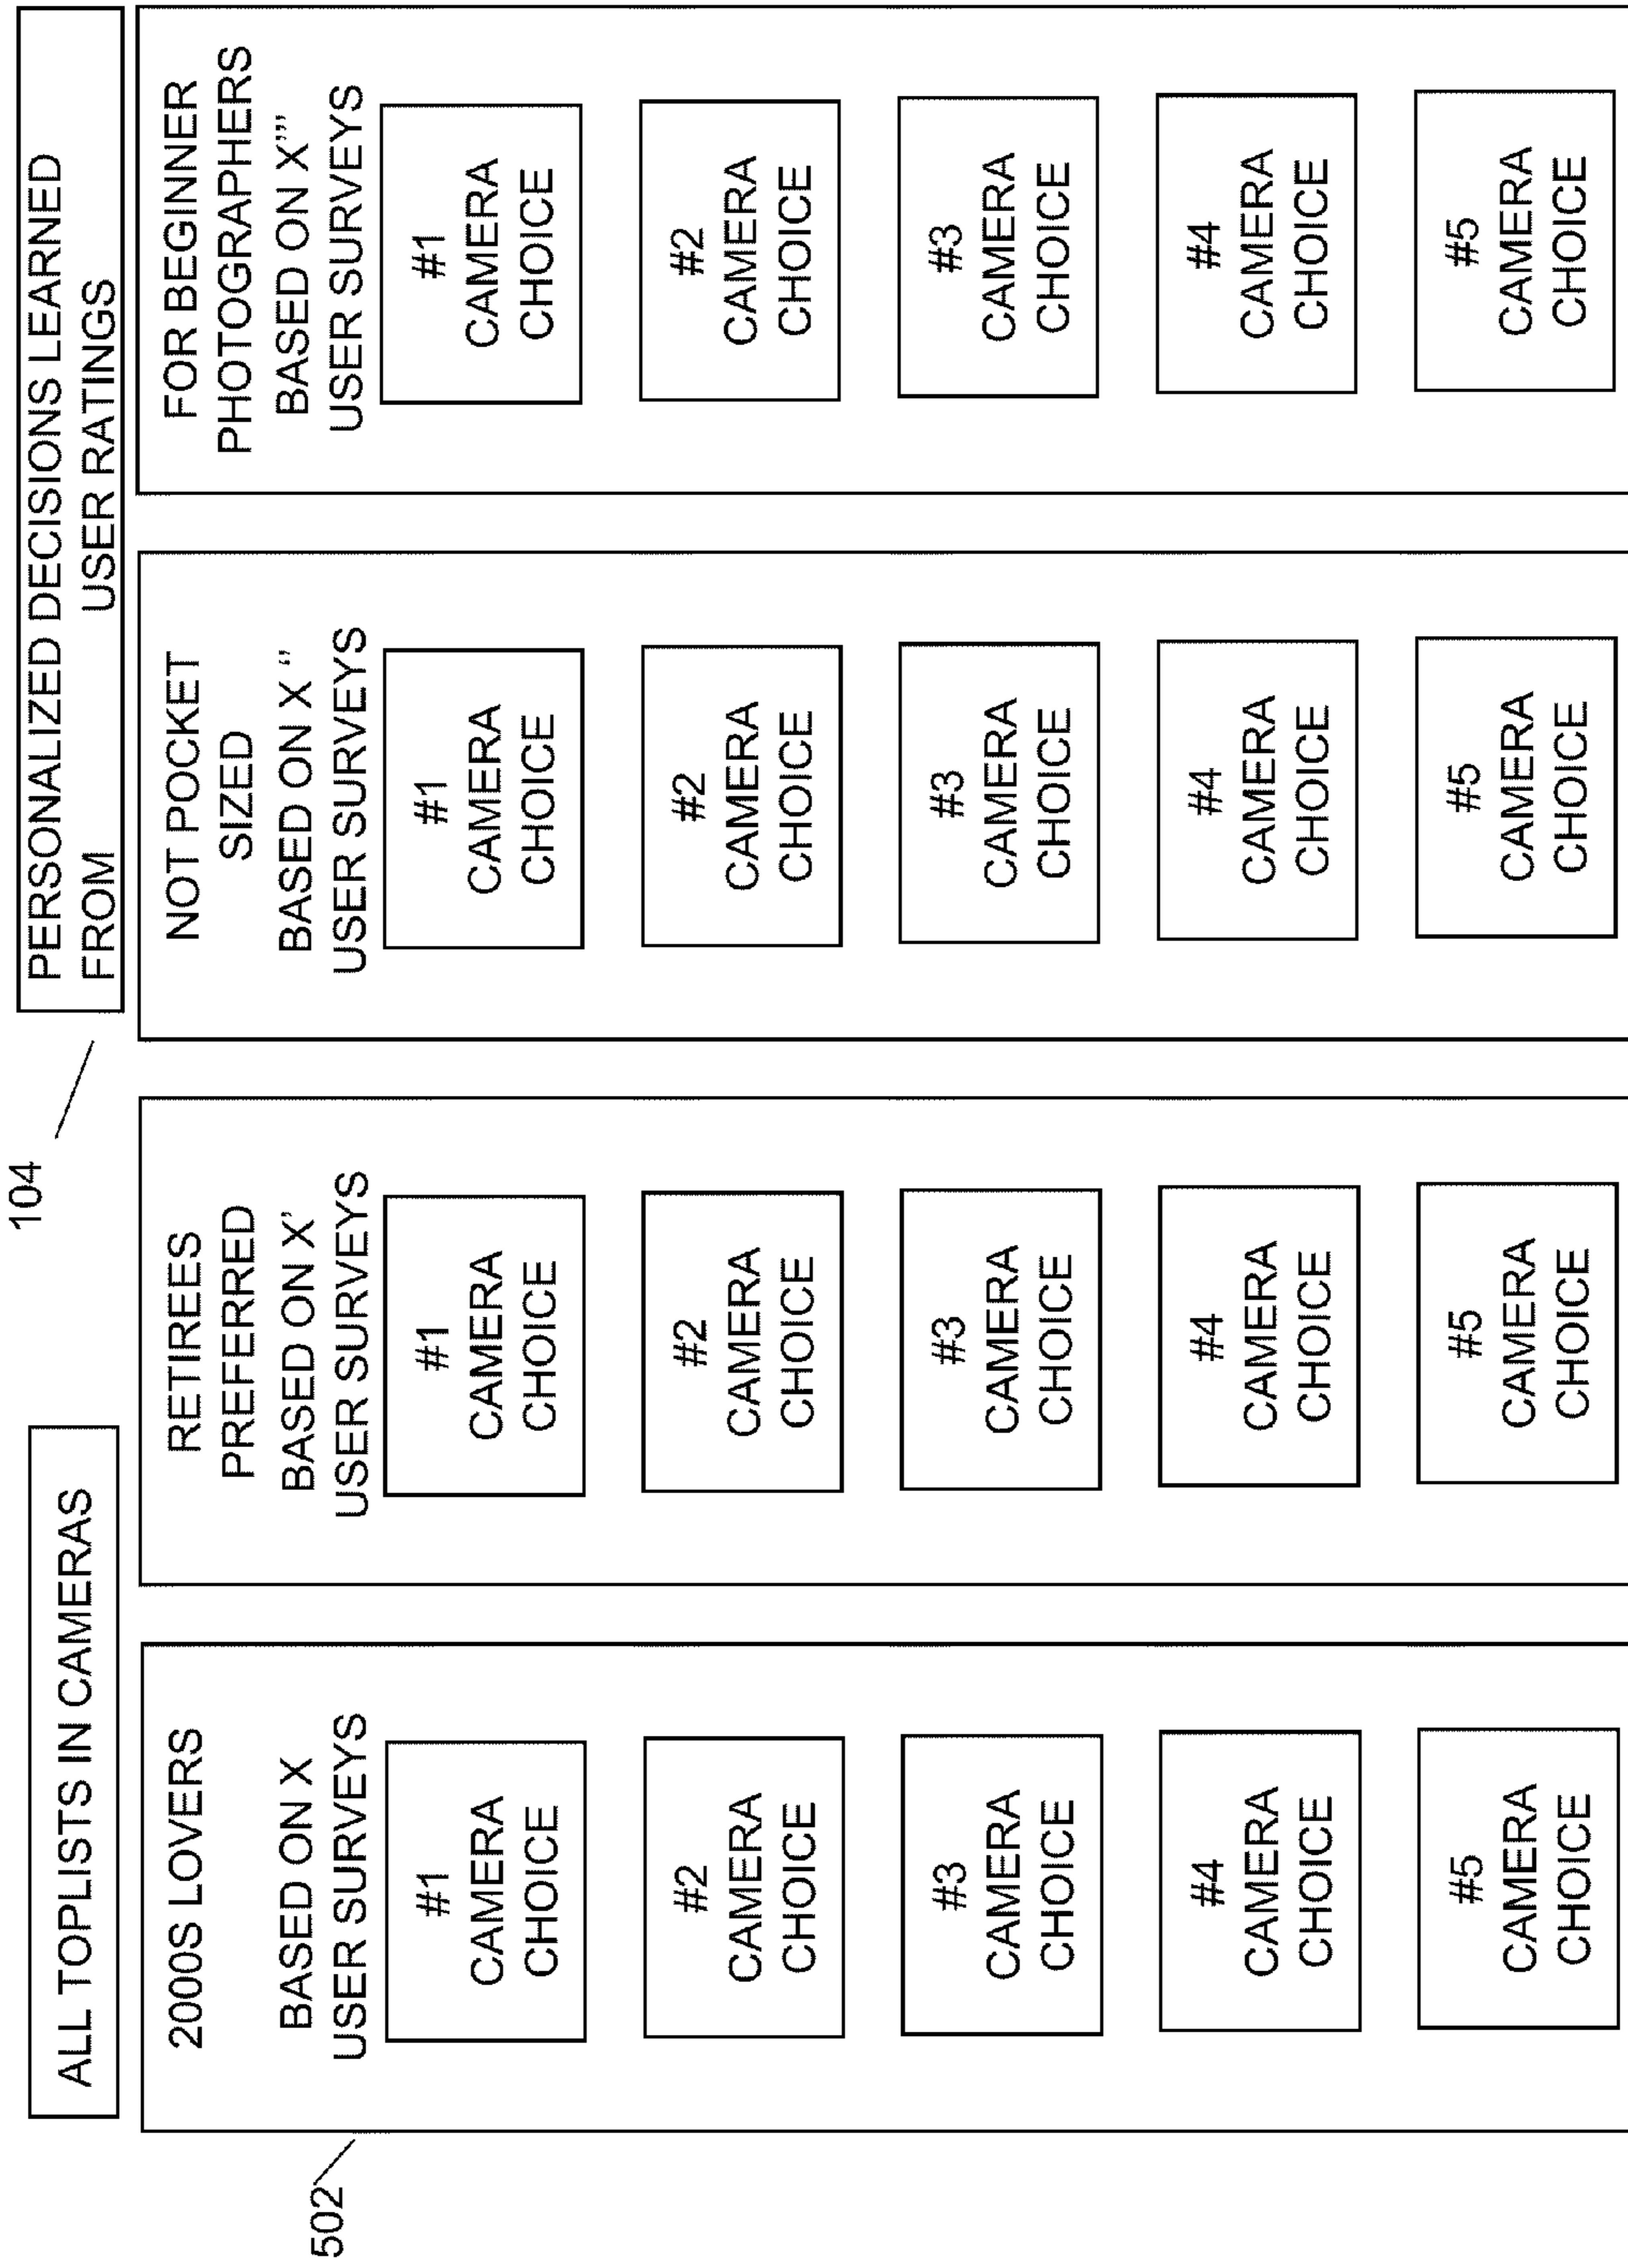 104
ALL TOPLISTS IN CAMERAS
PERSONALIZED DECISIONS LEARNED
FROM USER RATINGS
502
2000S LOVERS
BASED ON X
USER SURVEYS
#1
CAMERA
CHOICE
#2
CAMERA
CHOICE
#3
CAMERA
CHOICE
#4
CAMERA
CHOICE
#5
CAMERA
CHOICE
RETIREES
PREFERRED
BASED ON X'
USER SURVEYS
#1
CAMERA
CHOICE
#2
CAMERA
CHOICE
#3
CAMERA
CHOICE
#4
CAMERA
CHOICE
#5
CAMERA
CHOICE
NOT POCKET
SIZED
BASED ON X ‘’
USER SURVEYS
#1
CAMERA
CHOICE
#2
CAMERA
CHOICE
#3
CAMERA
CHOICE
#4
CAMERA
CHOICE
#5
CAMERA
CHOICE
FOR BEGINNER
PHOTOGRAPHERS
BASED ON X’’’
USER SURVEYS
#1
CAMERA
CHOICE
#2
CAMERA
CHOICE
#3
CAMERA
CHOICE
#4
CAMERA
CHOICE
#5
CAMERA
CHOICE